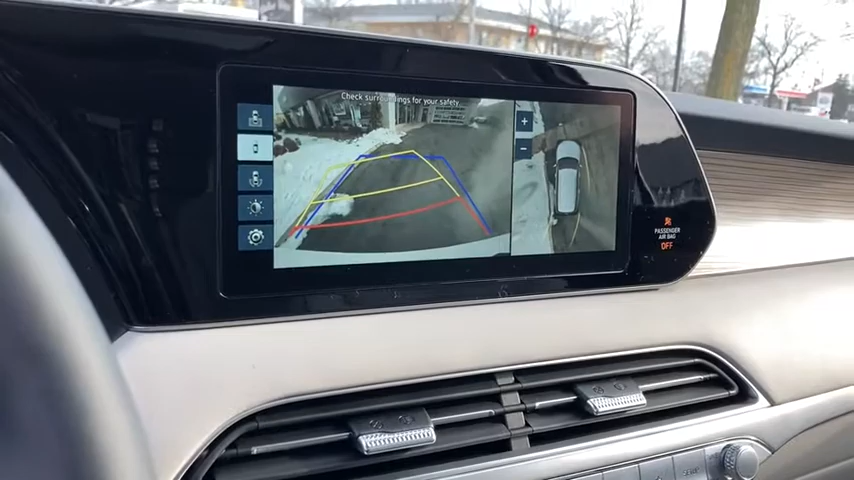 Check surroundings for your safety.
+
-
PASSENGER
AIR BAG
OFF